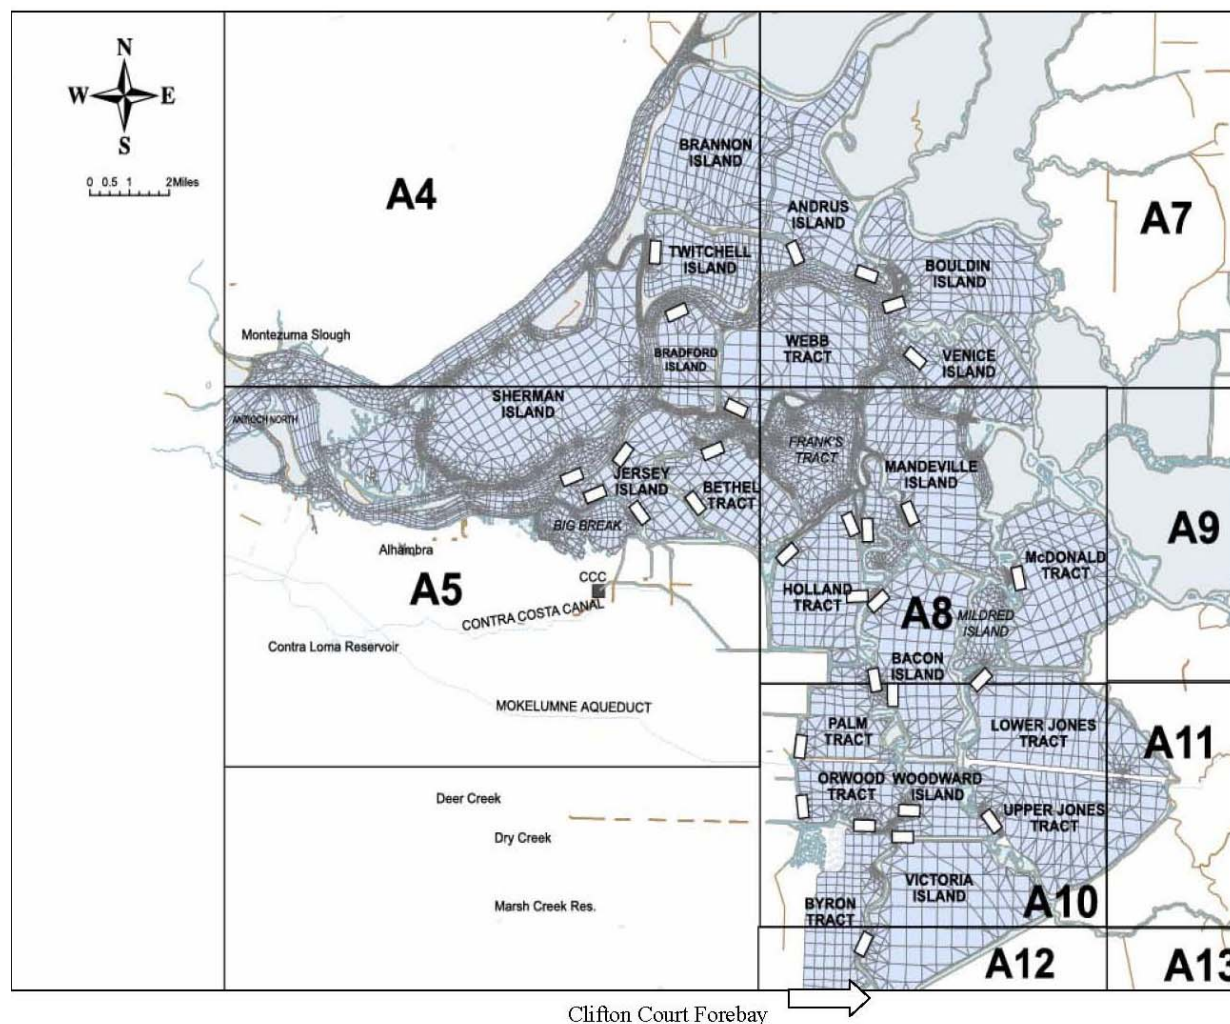 N
W E
S
0 0.5 1 2Miles
A4
BRANNON
ISLAND
ANDRUS
ISLAND
A7
TWITCHELL
ISLAND
BOULDIN
ISLAND
Montezuma Slough
WEBB
TRACT
BRADFORD
ISLAND
VENICE
ISLAND
SHERMAN
ISLAND
ANTIOCH NORTH
FRANK'S
TRACT
MANDEVILLE
ISLAND
JERSEY
ISLAND
BETHEL
TRACT
BIG BREAK
A9
Alhambra
McDONALD
TRACT
A5
CCC
CONTRA COSTA CANAL
HOLLAND
TRACT
A8
MILDRED
ISLAND
Contra Loma Reservoir
BACON
ISLAND
MOKELUMNE AQUEDUCT
PALM
TRACT
LOWER JONES
TRACT
A11
ORWOOD
TRACT
WOODWARD
ISLAND
Deer Creek
UPPER JONES
TRACT
Dry Creek
VICTORIA
ISLAND
Marsh Creek Res.
BYRON
TRACT
A10
A12
A13
Clifton Court Forebay